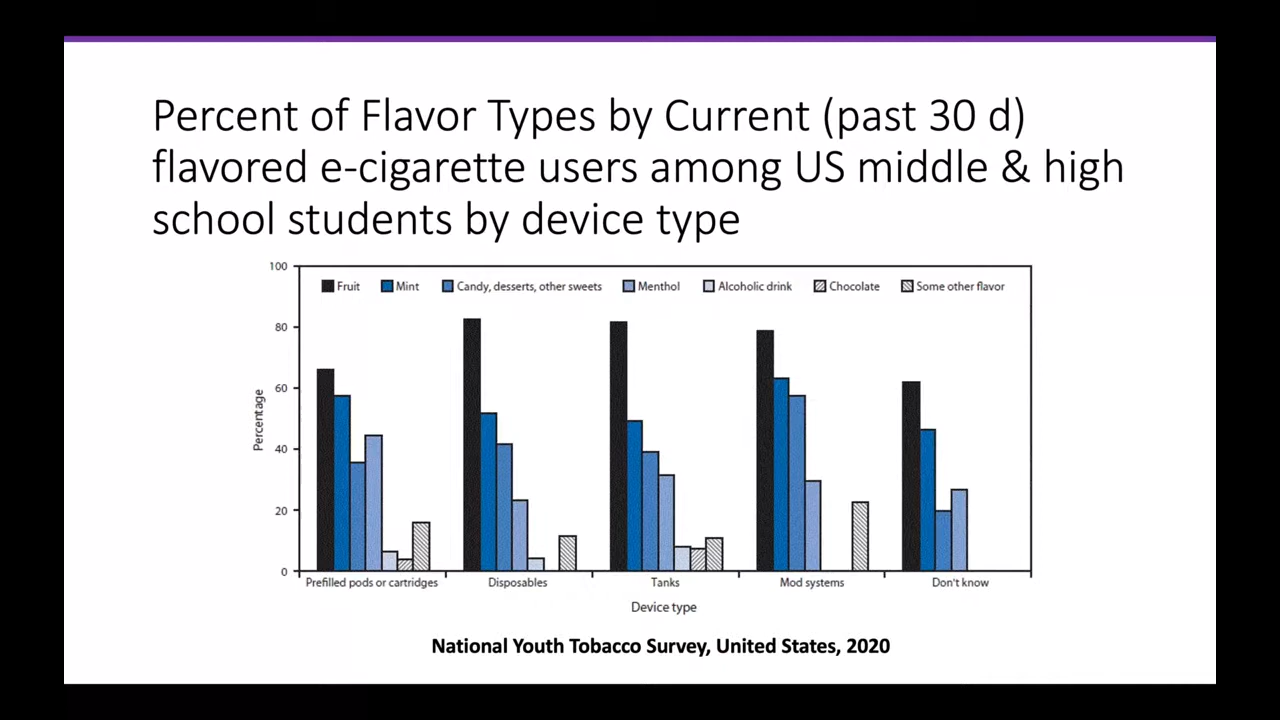 Percent of Flavor Types by Current (past 30 d)
flavored e-cigarette users among US middle & high
school students by device type
100
Fruit Mint Candy, desserts, other sweets Menthol Alcoholic drink Chocolate Some other flavor
80
60
Percentage
40
20
0
Prefilled pods or cartridges Disposables Tanks Mod systems Don't know
Device type
National Youth Tobacco Survey, United States, 2020